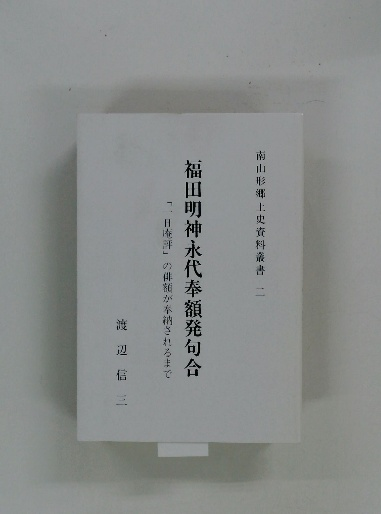 南山形郷土史資料叢書 二
福田明神永代奉額発句合
「一日庵評」の俳額が奉納されるまで
渡辺信三